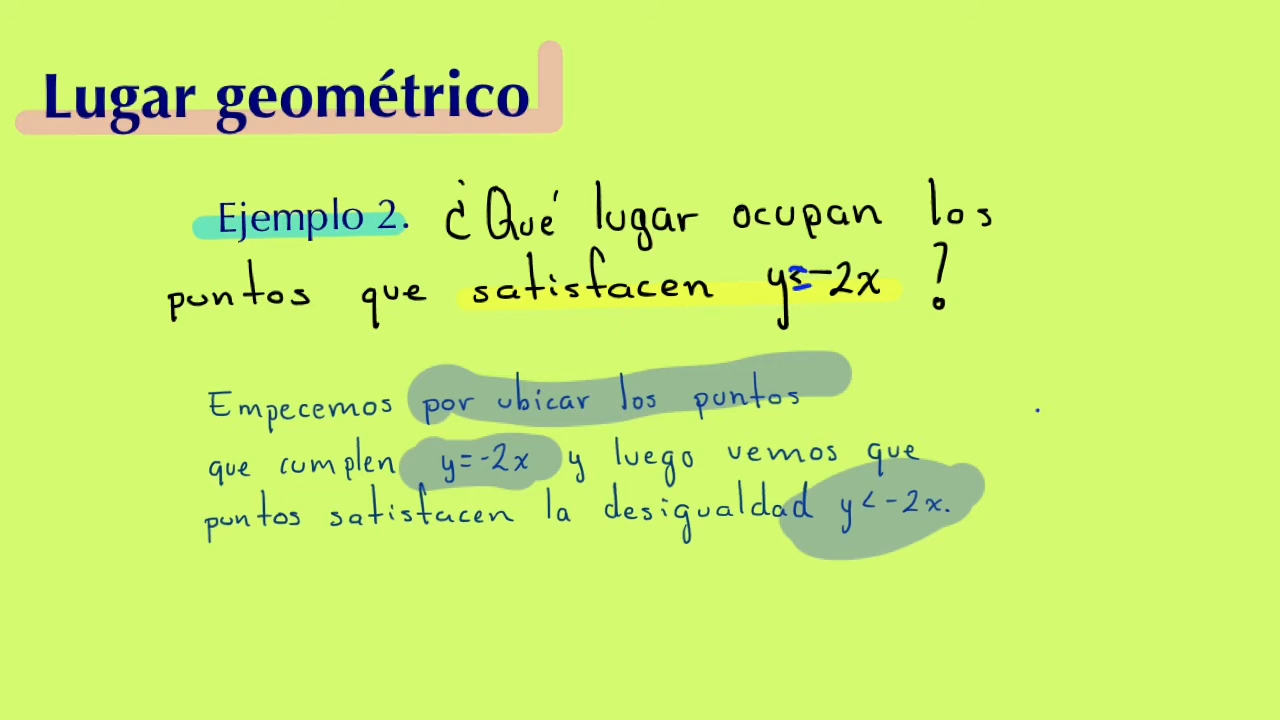 Lugar geométrico
Ejemplo 2. ¿Qué lugar ocupan los
puntos que satisfacen y≤-2x ?
Empecemos por ubicar los puntos
que cumplen y=-2x y luego vemos que
puntos satisfacen la desigualdad y<-2x.